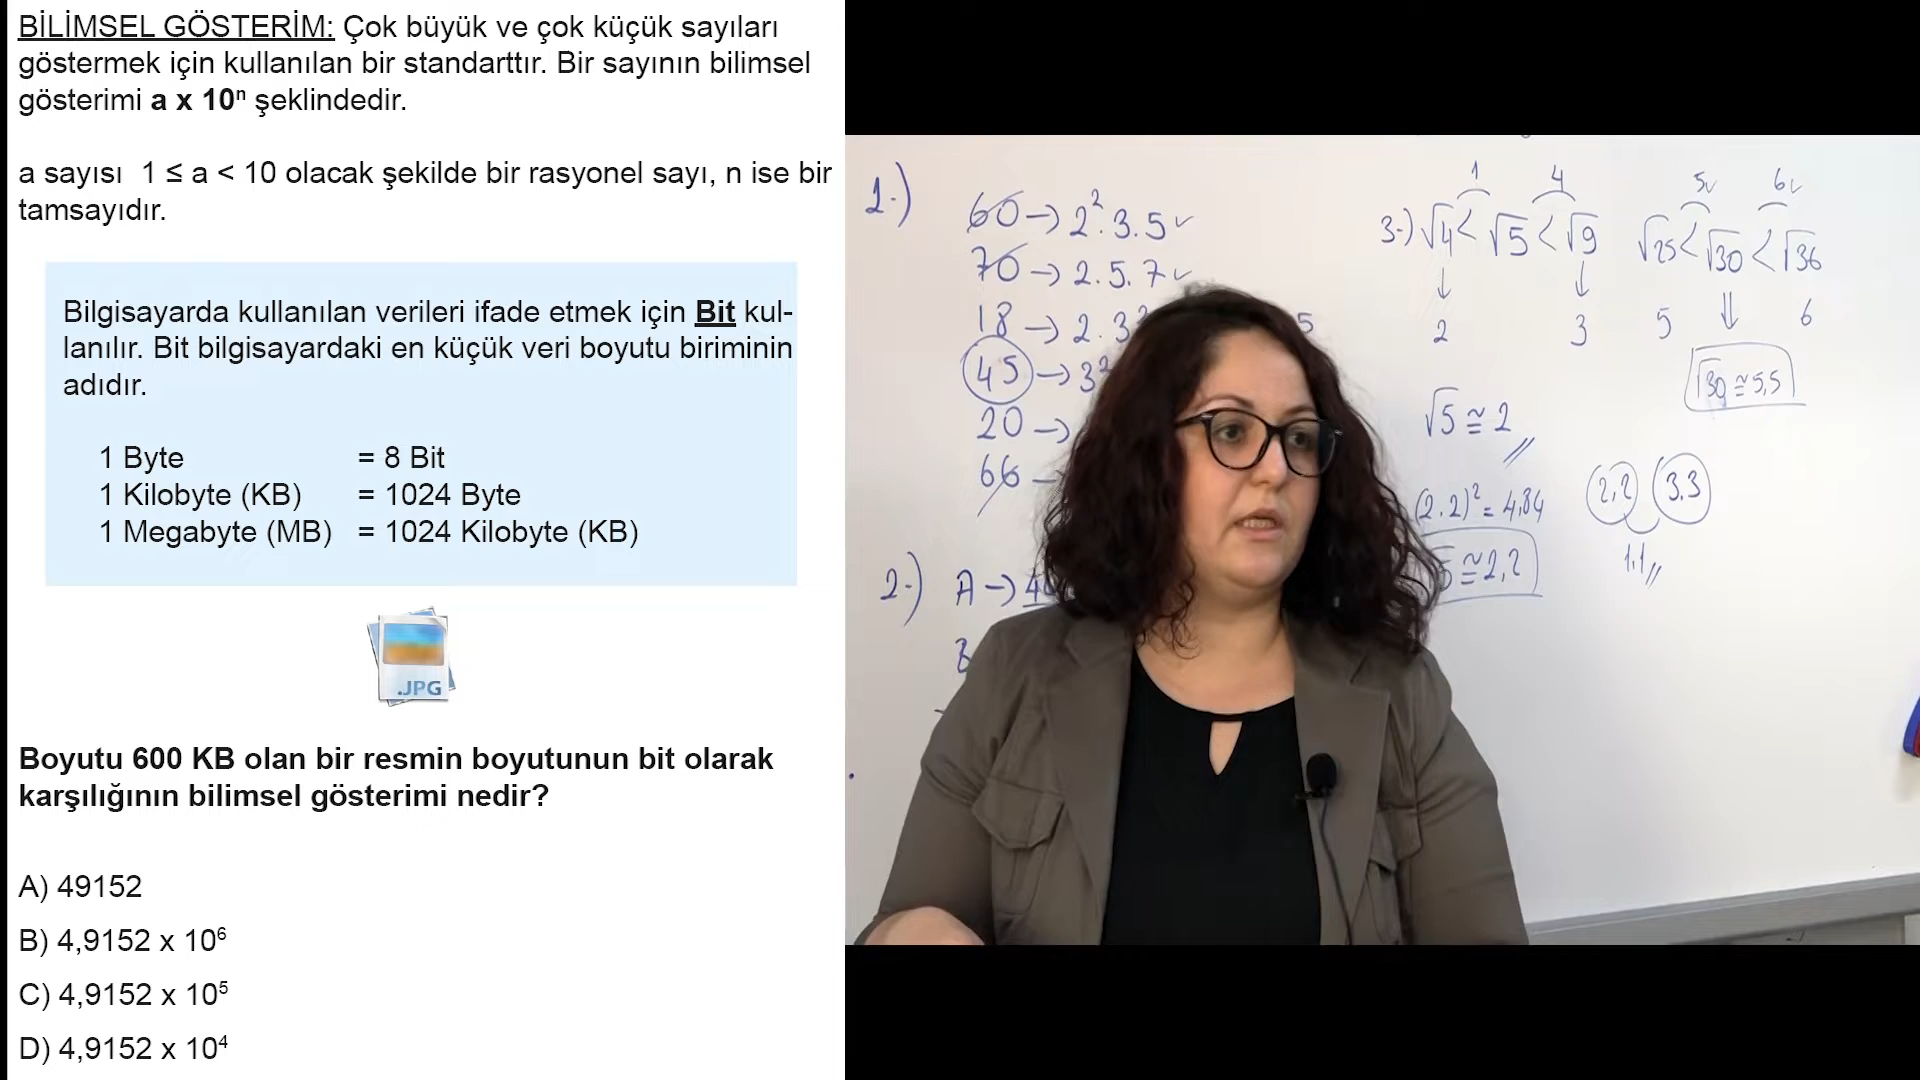 BİLİMSEL GÖSTERİM: Çok büyük ve çok küçük sayıları
göstermek için kullanılan bir standarttır. Bir sayının bilimsel
gösterimi a x 10ⁿ şeklindedir.
a sayısı 1 ≤ a < 10 olacak şekilde bir rasyonel sayı, n ise bir
tamsayıdır.
Bilgisayarda kullanılan verileri ifade etmek için Bit kul-
lanılır. Bit bilgisayardaki en küçük veri boyutu biriminin
adıdır.
1 Byte = 8 Bit
1 Kilobyte (KB) = 1024 Byte
1 Megabyte (MB) = 1024 Kilobyte (KB)
.JPG
Boyutu 600 KB olan bir resmin boyutunun bit olarak
karşılığının bilimsel gösterimi nedir?
A) 49152
B) 4,9152 x 10⁶
C) 4,9152 x 10⁵
D) 4,9152 x 10⁴
1.)
60 → 2².3.5
70 → 2.5.7
18 → 2.3
45 → 3²
20 →
66
2.) A →
3.) √4 < √5 < √9
1 4
2 3
√5 ≅ 2
(2.2)² = 4,84
≅ 2,2
5 6
√25 < √30 < √36
5 6
√30 ≅ 5,5
2,2 3.3
1,1